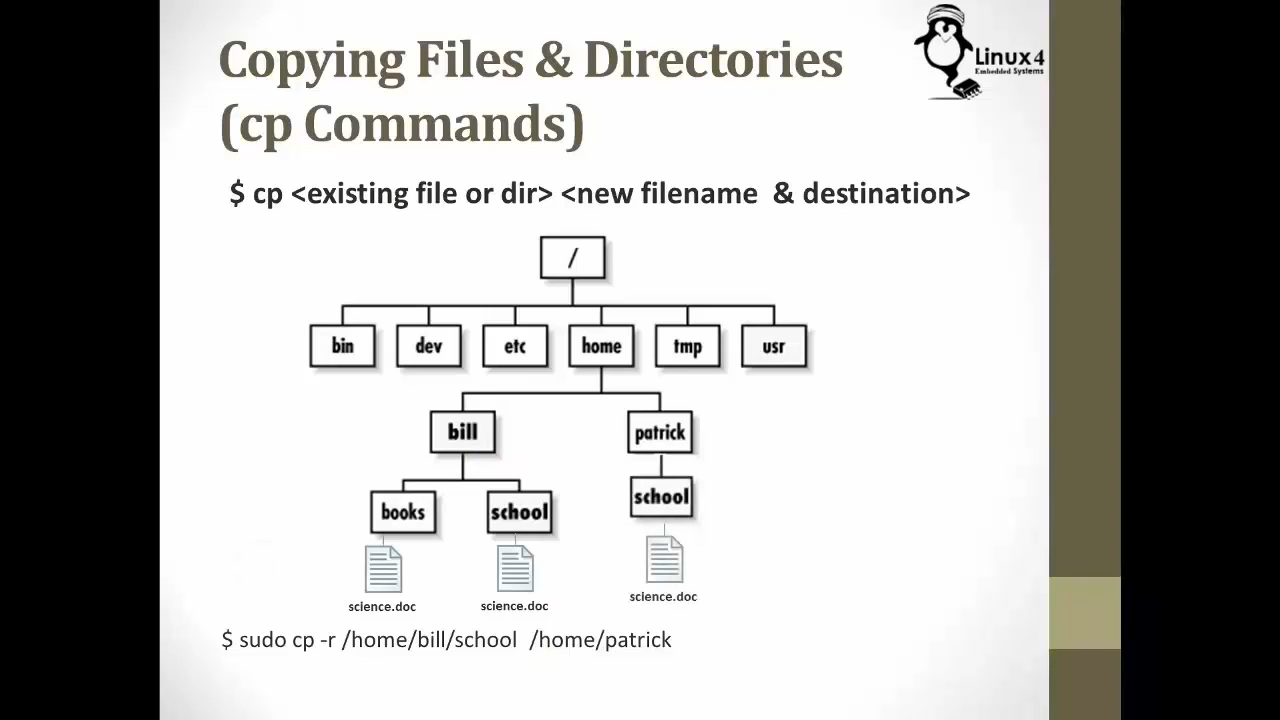 Linux 4
Embedded Systems
Copying Files & Directories
(cp Commands)
$ cp <existing file or dir> <new filename  & destination>
/
bin dev etc home tmp usr
bill patrick
books school school
science.doc science.doc science.doc
$ sudo cp -r /home/bill/school  /home/patrick